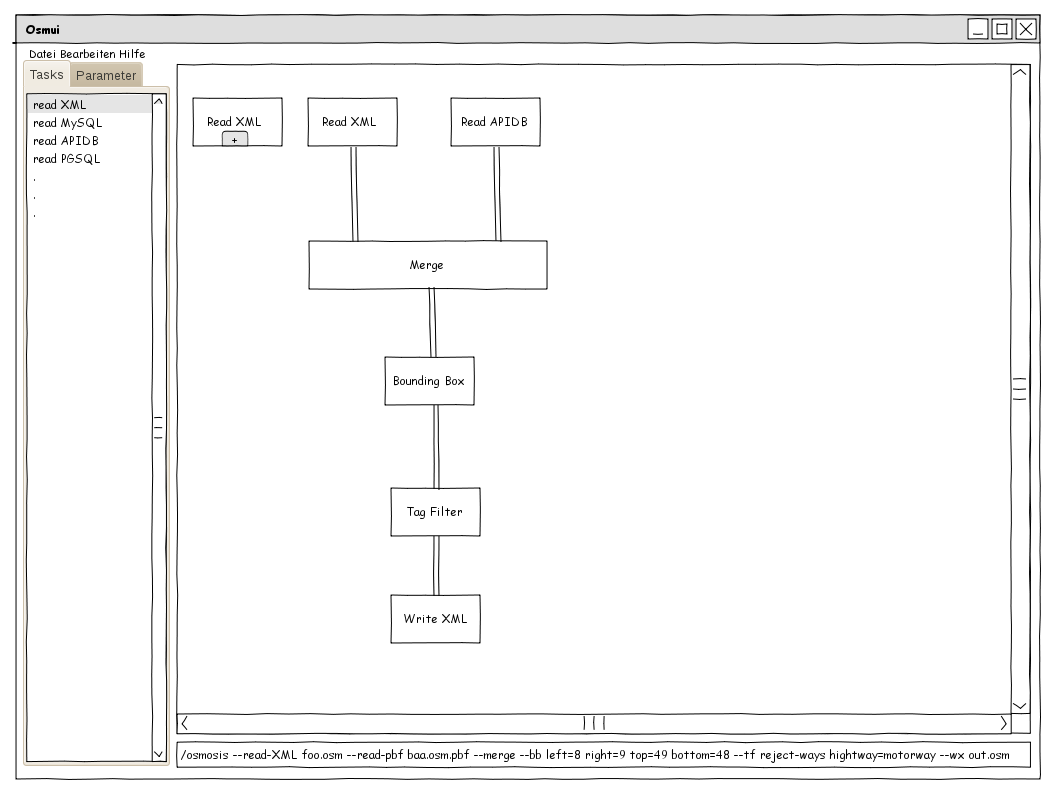 Osmui
Datei Bearbeiten Hilfe
Tasks Parameter
read XML
read MySQL
read APIDB
read PGSQL
.
.
.
Read XML
+
Read XML
Read APIDB
Merge
Bounding Box
Tag Filter
Write XML
/osmosis --read-XML foo.osm --read-pbf baa.osm.pbf --merge --bb left=8 right=9 top=49 bottom=48 --tf reject-ways hightway=motorway --wx out.osm